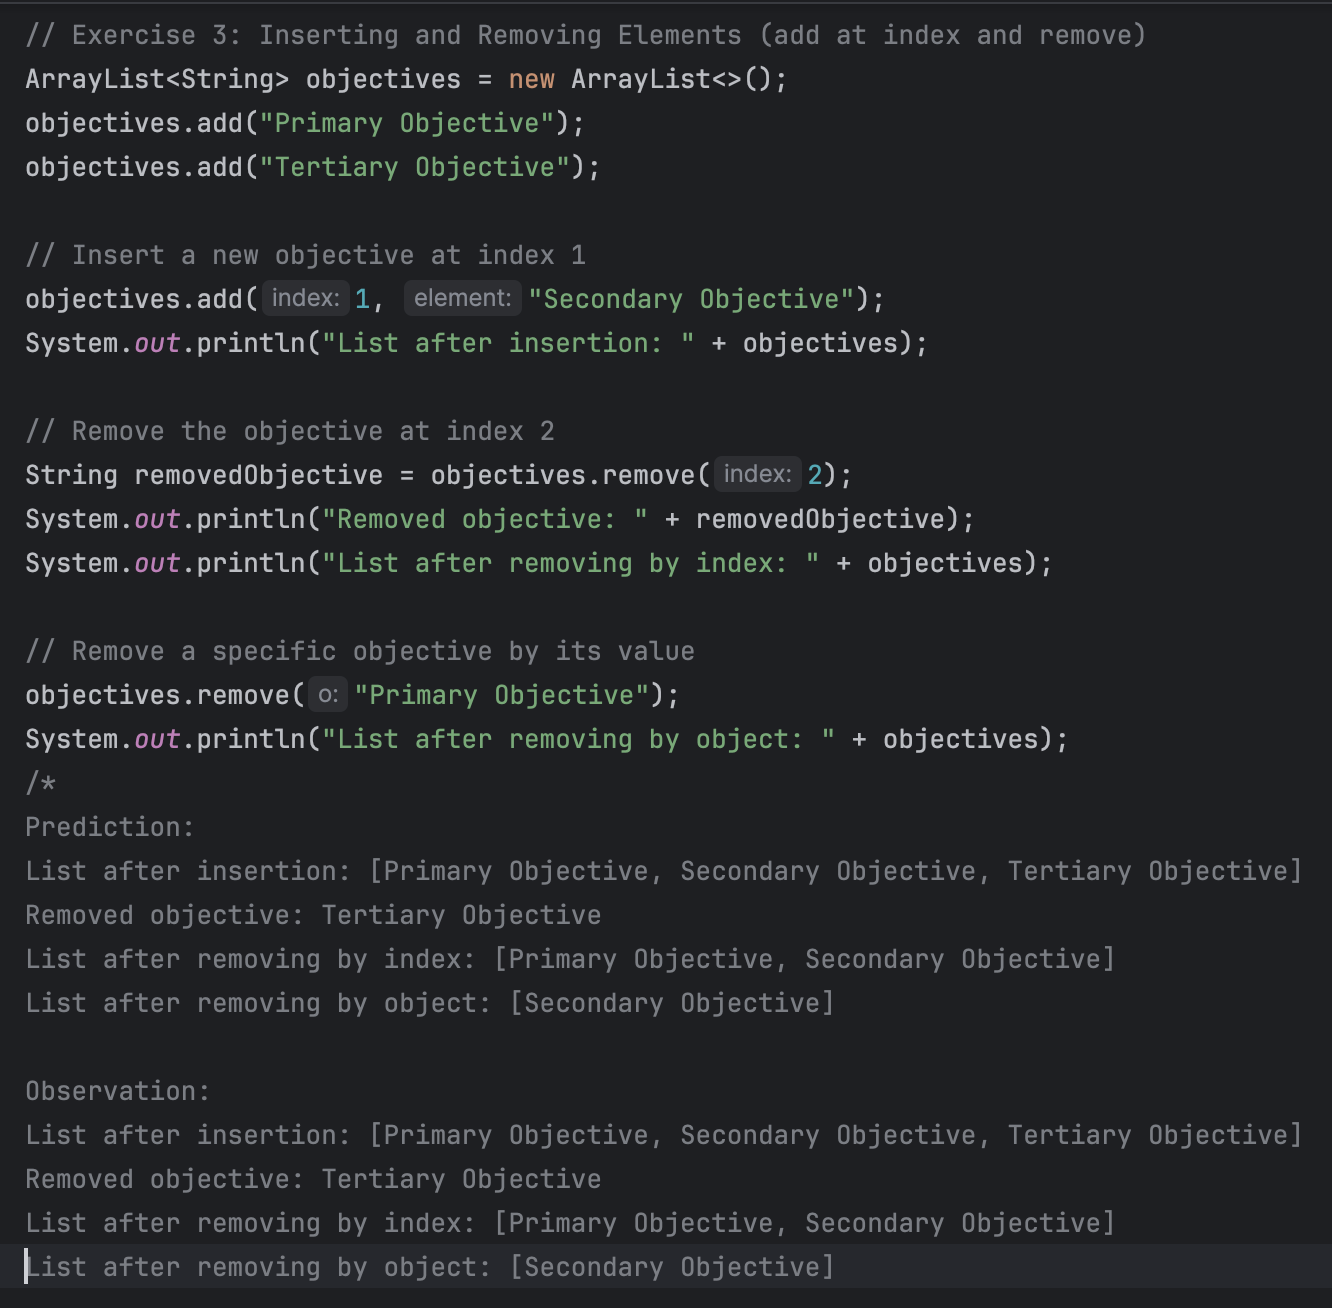 // Exercise 3: Inserting and Removing Elements (add at index and remove)
ArrayList<String> objectives = new ArrayList<>();
objectives.add("Primary Objective");
objectives.add("Tertiary Objective");
// Insert a new objective at index 1
objectives.add( index: 1, element: "Secondary Objective");
System.out.println("List after insertion: " + objectives);
// Remove the objective at index 2
String removedObjective = objectives.remove( index: 2);
System.out.println("Removed objective: " + removedObjective);
System.out.println("List after removing by index: " + objectives);
// Remove a specific objective by its value
objectives.remove( o: "Primary Objective");
System.out.println("List after removing by object: " + objectives);
/*
Prediction:
List after insertion: [Primary Objective, Secondary Objective, Tertiary Objective]
Removed objective: Tertiary Objective
List after removing by index: [Primary Objective, Secondary Objective]
List after removing by object: [Secondary Objective]
Observation:
List after insertion: [Primary Objective, Secondary Objective, Tertiary Objective]
Removed objective: Tertiary Objective
List after removing by index: [Primary Objective, Secondary Objective]
List after removing by object: [Secondary Objective]